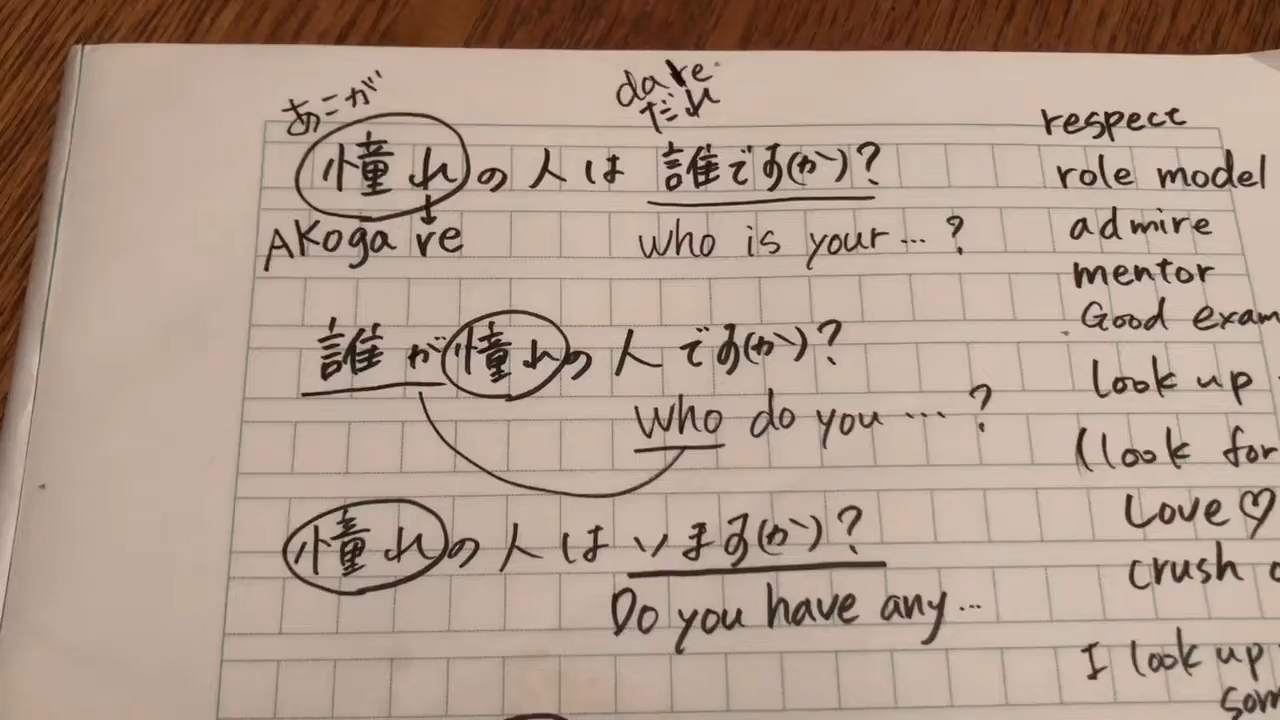 あこが
dare
だれ
憧れの人は 誰です(か)?
AKogare
who is your... ?
誰が憧れの人です(か)?
who do you ... ?
憧れの人は います(か)?
Do you have any...
respect
role model
admire
mentor
Good exam
look up
(look for
Love♡
crush
I look up
som